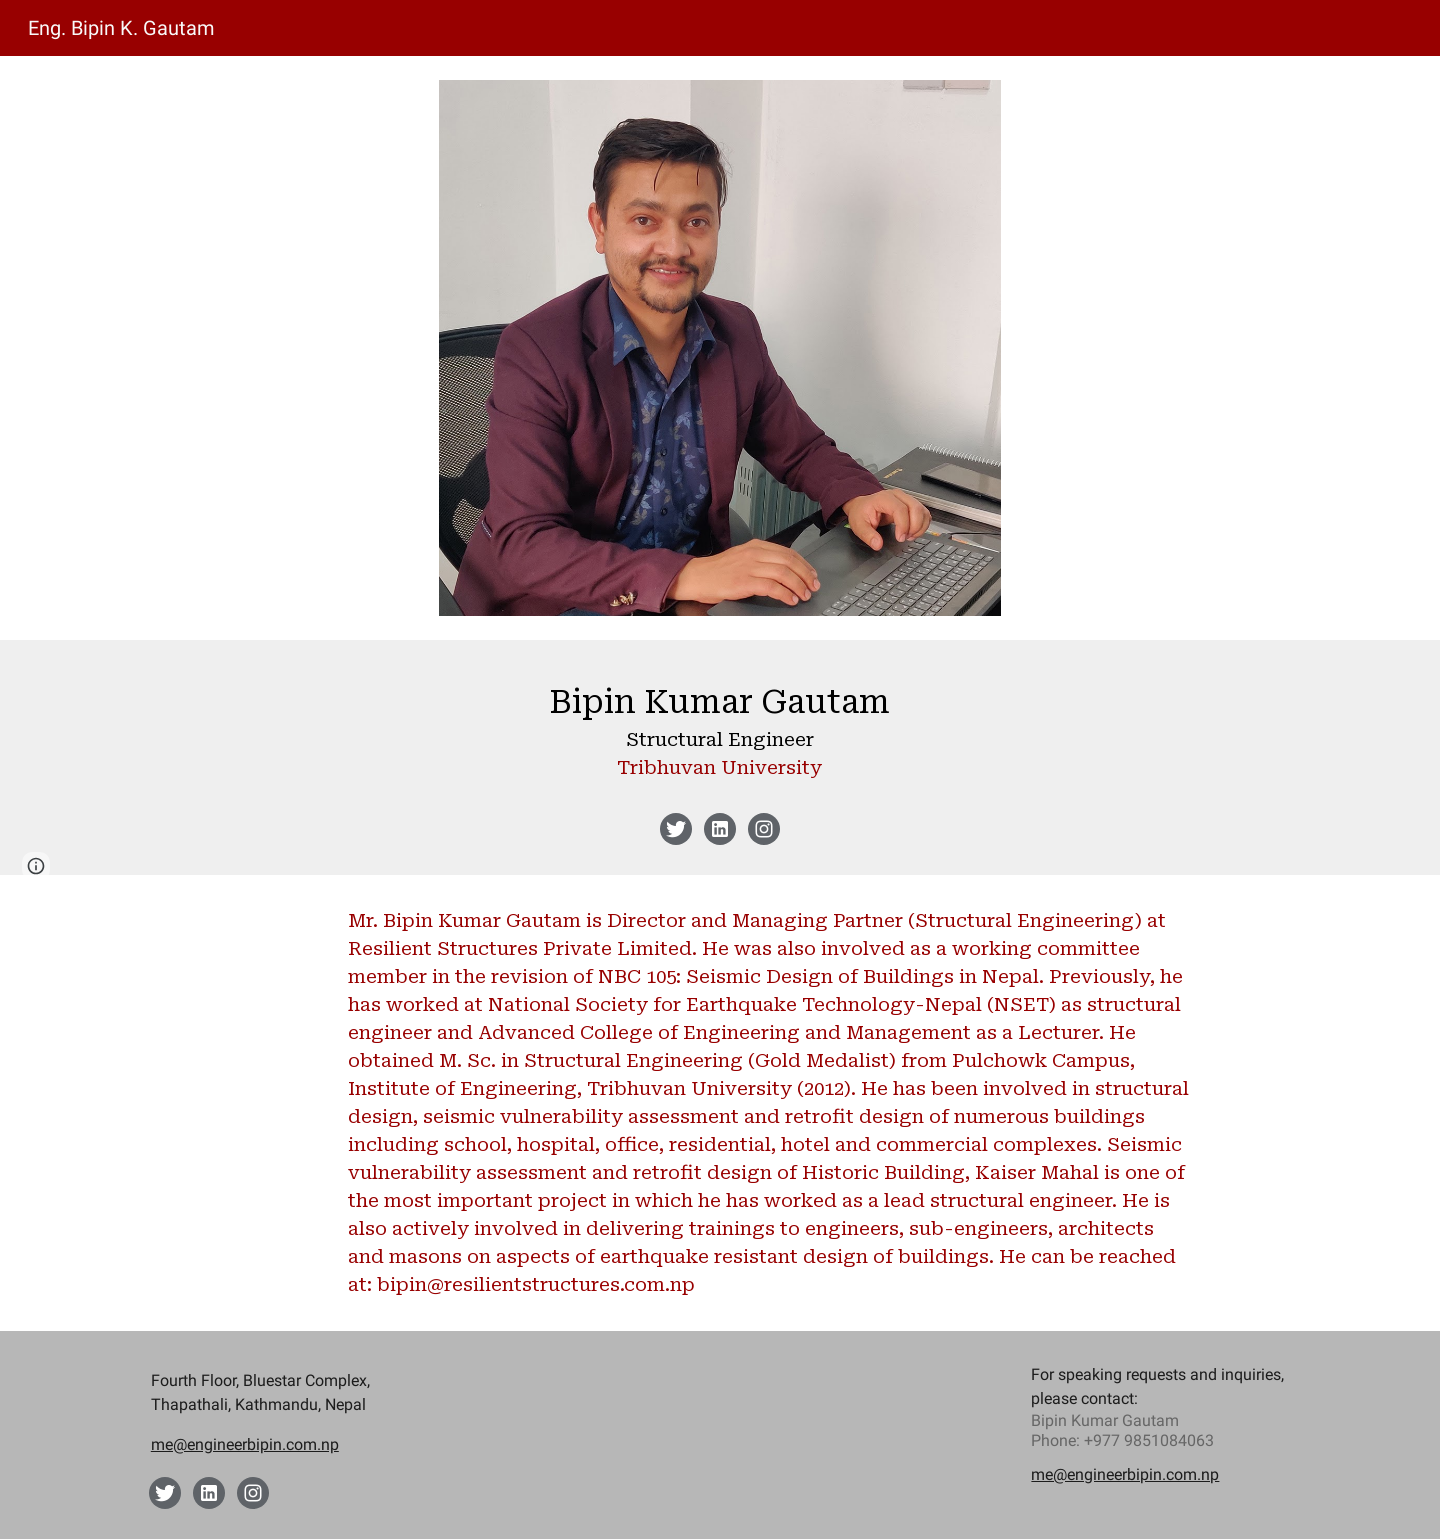 Eng. Bipin K. Gautam
Bipin Kumar Gautam
Structural Engineer
Tribhuvan University
Mr. Bipin Kumar Gautam is Director and Managing Partner (Structural Engineering) at
Resilient Structures Private Limited. He was also involved as a working committee
member in the revision of NBC 105: Seismic Design of Buildings in Nepal. Previously, he
has worked at National Society for Earthquake Technology-Nepal (NSET) as structural
engineer and Advanced College of Engineering and Management as a Lecturer. He
obtained M. Sc. in Structural Engineering (Gold Medalist) from Pulchowk Campus,
Institute of Engineering, Tribhuvan University (2012). He has been involved in structural
design, seismic vulnerability assessment and retrofit design of numerous buildings
including school, hospital, office, residential, hotel and commercial complexes. Seismic
vulnerability assessment and retrofit design of Historic Building, Kaiser Mahal is one of
the most important project in which he has worked as a lead structural engineer. He is
also actively involved in delivering trainings to engineers, sub-engineers, architects
and masons on aspects of earthquake resistant design of buildings. He can be reached
at: bipin@resilientstructures.com.np
Fourth Floor, Bluestar Complex,
Thapathali, Kathmandu, Nepal
me@engineerbipin.com.np
For speaking requests and inquiries,
please contact:
Bipin Kumar Gautam
Phone: +977 9851084063
me@engineerbipin.com.np